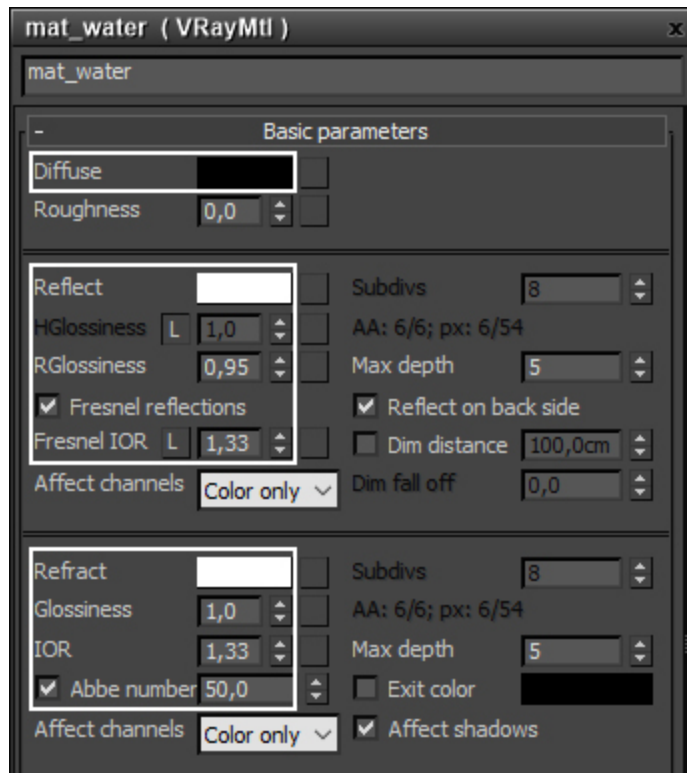 mat_water ( VRayMtl ) x
mat_water
- Basic parameters
Diffuse
Roughness 0,0
Reflect Subdivs 8
HGlossiness L 1,0 AA: 6/6; px: 6/54
RGlossiness 0,95 Max depth 5
Fresnel reflections Reflect on back side
Fresnel IOR L 1,33 Dim distance 100,0cm
Affect channels Color only Dim fall off 0,0
Refract Subdivs 8
Glossiness 1,0 AA: 6/6; px: 6/54
IOR 1,33 Max depth 5
Abbe number 50,0 Exit color
Affect channels Color only Affect shadows